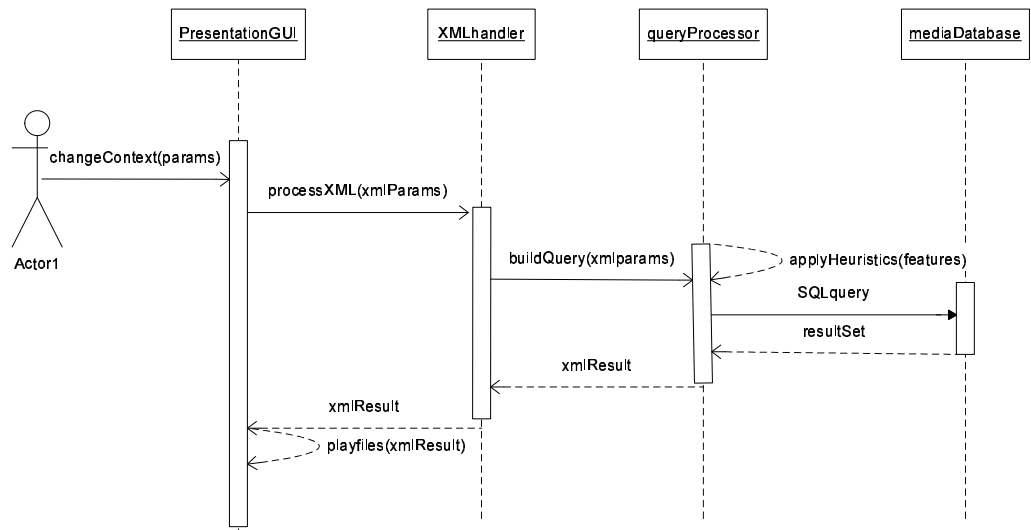 PresentationGUI
XMLhandler
queryProcessor
mediaDatabase
changeContext(params)
processXML(xmlParams)
Actor1
buildQuery(xmlparams)
applyHeuristics(features)
SQLquery
resultSet
xmlResult
xmlResult
playfiles(xmlResult)